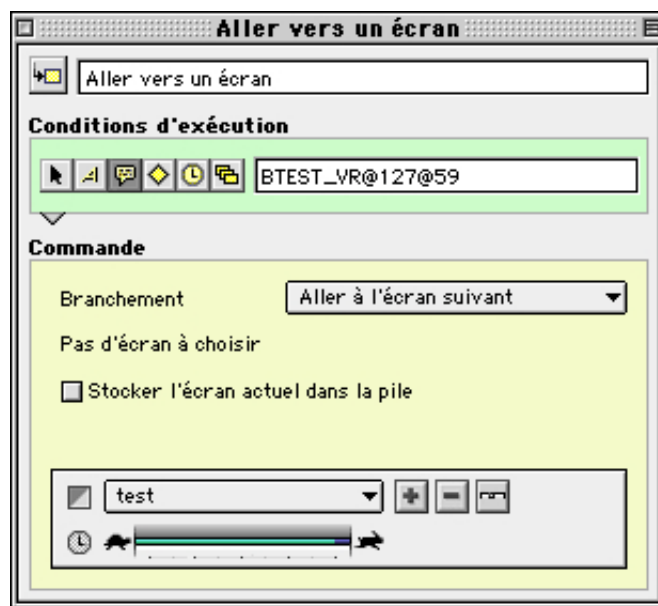 Aller vers un écran
Aller vers un écran
Conditions d'exécution
BTEST_VR@127@59
Commande
Branchement Aller à l'écran suivant
Pas d'écran à choisir
Stocker l'écran actuel dans la pile
test